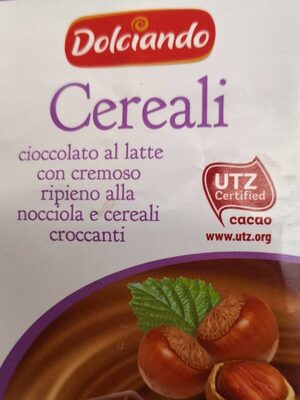 Dolciando
Cereali
cioccolato al latte
con cremoso
ripieno alla
nocciola e cereali
croccanti
UTZ
Certified
cacao
www.utz.org